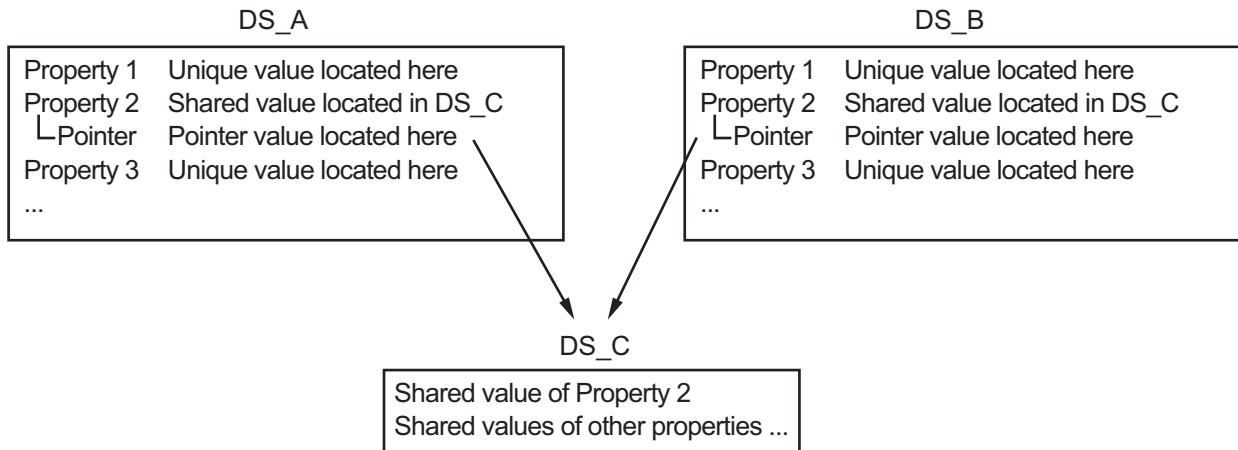 DS_A
Property 1 Unique value located here
Property 2 Shared value located in DS_C
Pointer Pointer value located here
Property 3 Unique value located here
...
DS_B
Property 1 Unique value located here
Property 2 Shared value located in DS_C
Pointer Pointer value located here
Property 3 Unique value located here
...
DS_C
Shared value of Property 2
Shared values of other properties ...